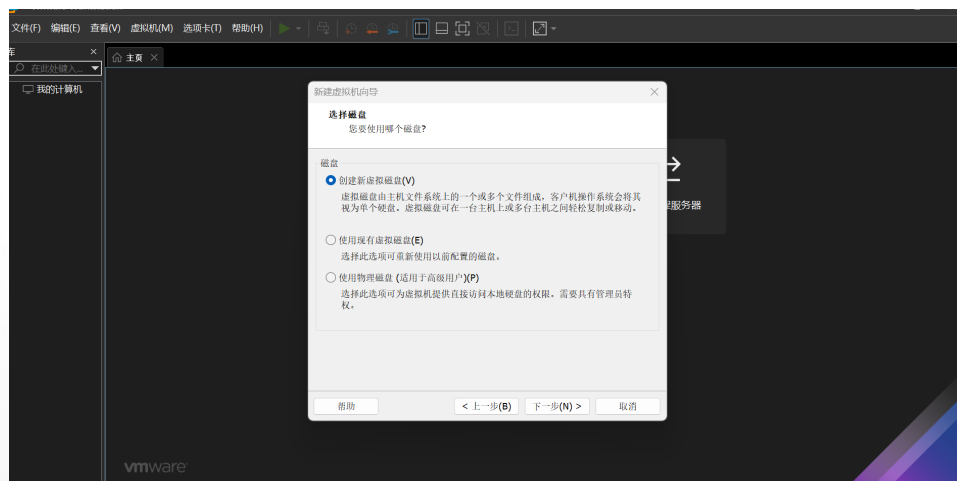 文件(F) 编辑(E) 查看(V) 虚拟机(M) 选项卡(T) 帮助(H)
主页
在此处键入...
我的计算机
新建虚拟机向导
选择磁盘
您要使用哪个磁盘?
磁盘
创建新虚拟磁盘(V)
虚拟磁盘由主机文件系统上的一个或多个文件组成，客户机操作系统会将其
视为单个硬盘。虚拟磁盘可在一台主机上或多台主机之间轻松复制或移动。
使用现有虚拟磁盘(E)
选择此选项可重新使用以前配置的磁盘。
使用物理磁盘 (适用于高级用户)(P)
选择此选项可为虚拟机提供直接访问本地硬盘的权限。需要具有管理员特
权。
服务器
帮助 < 上一步(B) 下一步(N) > 取消
vmware